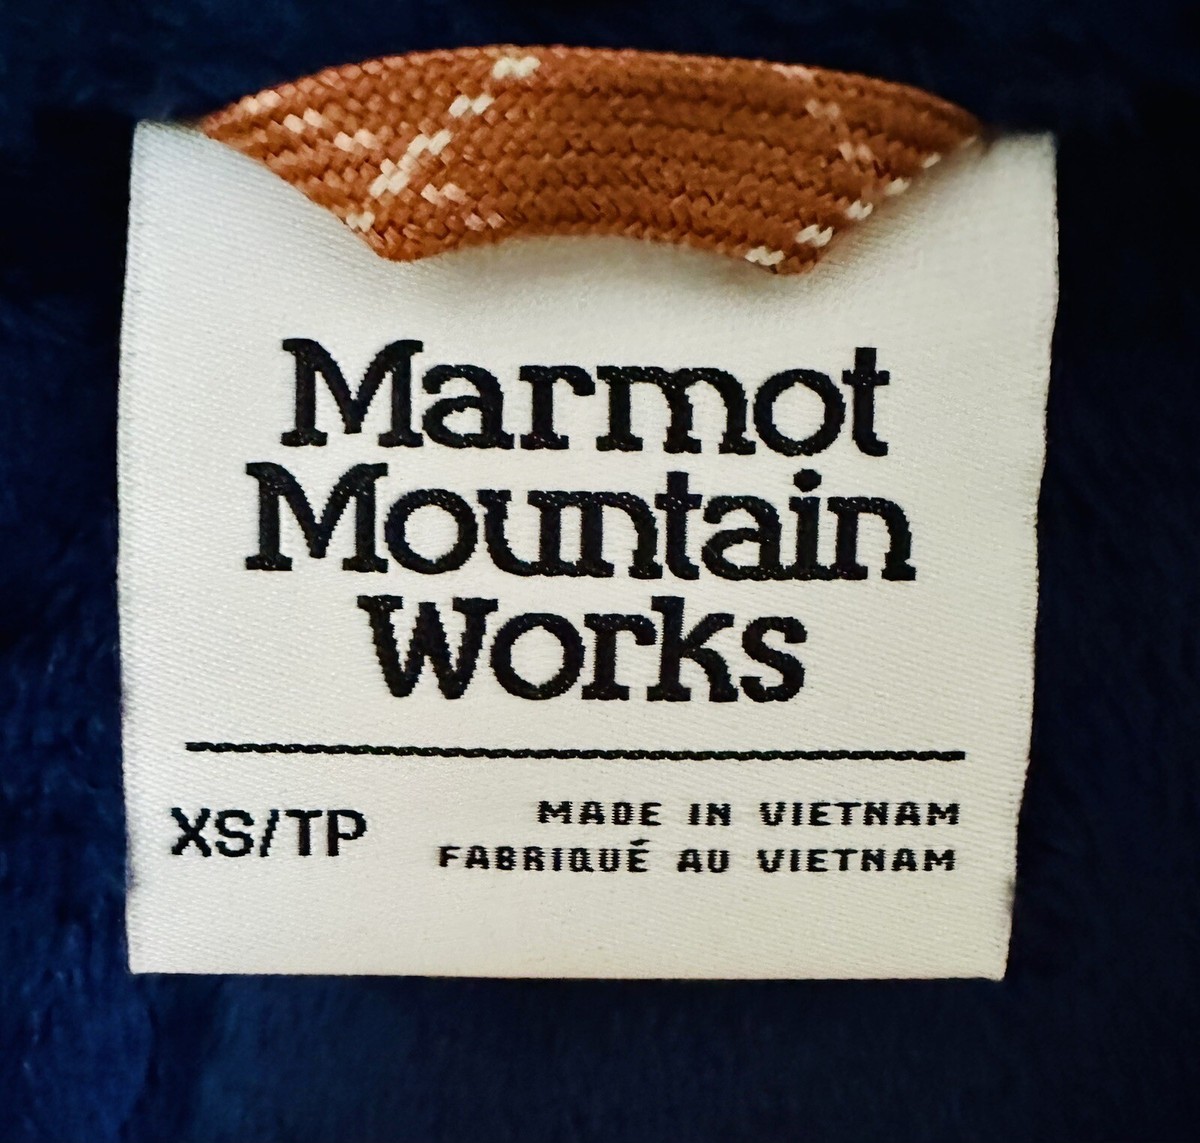 Marmot
Mountain
Works
XS/TP
MADE IN VIETNAM
FABRIQUÉ AU VIETNAM